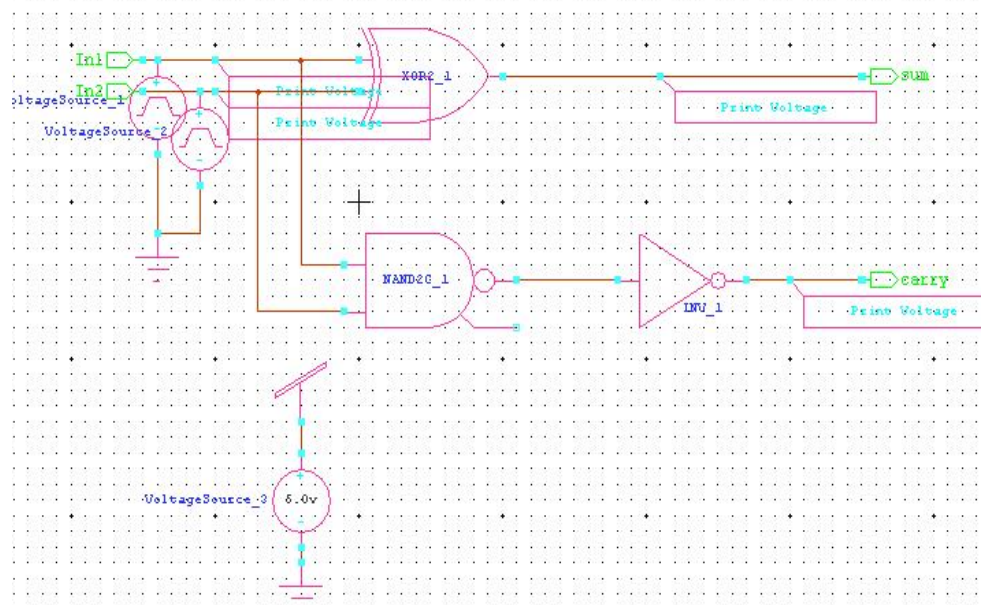 In1
XOR2_1
sum
In2
Print Voltage
oltageSource_1
Print Voltage
VoltageSource_2
Print Voltage
NAND2C_1
carry
INV_1
Print Voltage
VoltageSource_3
5.0v